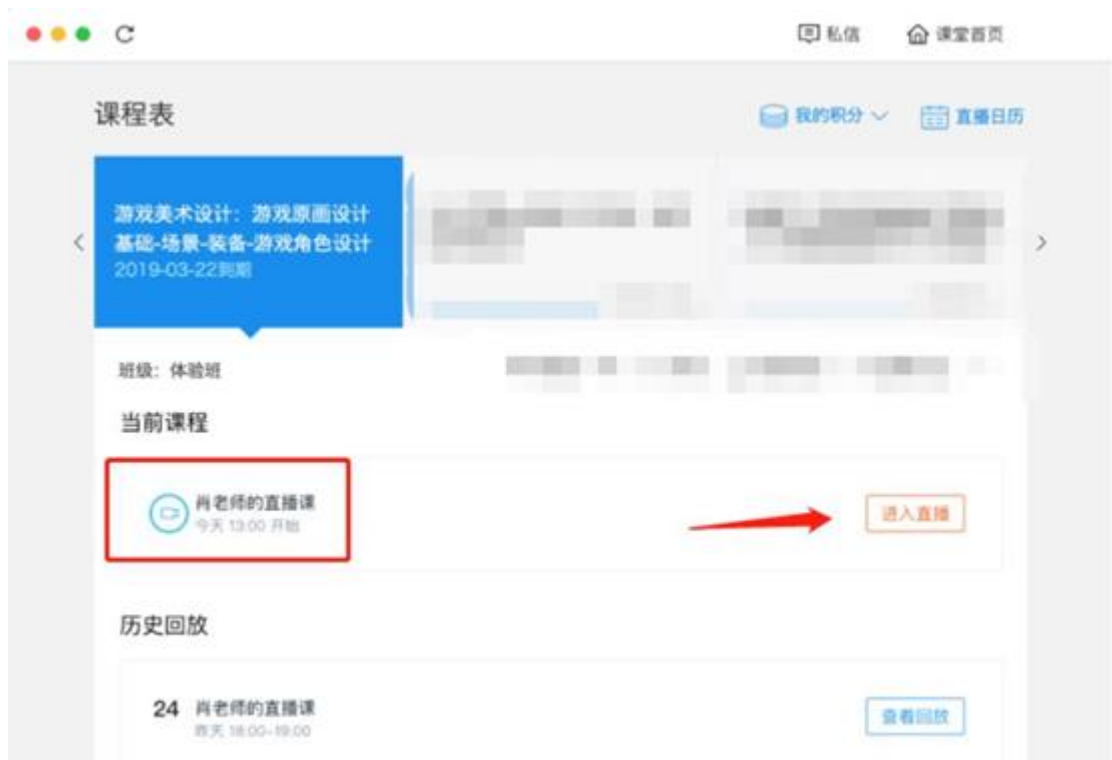 私信
课堂首页
课程表
我的积分
直播日历
游戏美术设计：游戏原画设计
基础-场景-装备-游戏角色设计
2019-03-22到期
班级：体验班
当前课程
肖老师的直播课
今天 13:00 开始
进入直播
历史回放
24 肖老师的直播课
昨天 18:00-19:00
查看回放